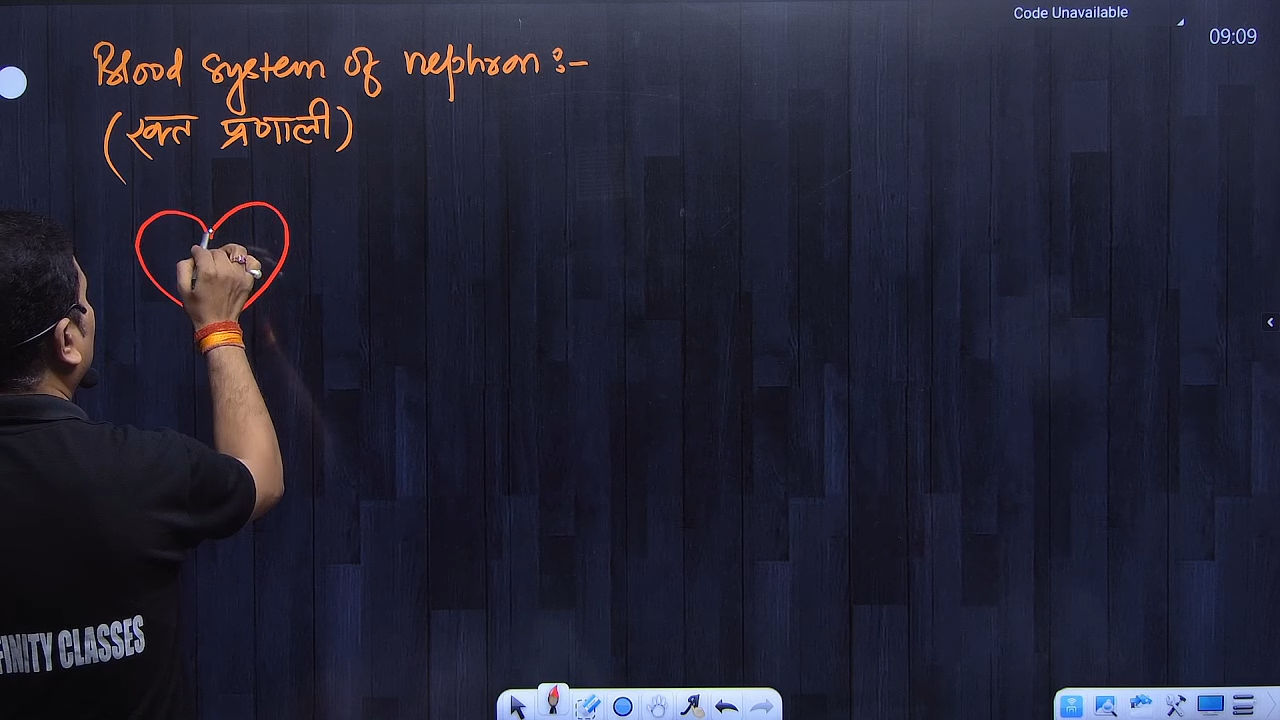 Code Unavailable
09:09
Blood system of nephron :-
(रक्त प्रणाली)
FINITY CLASSES